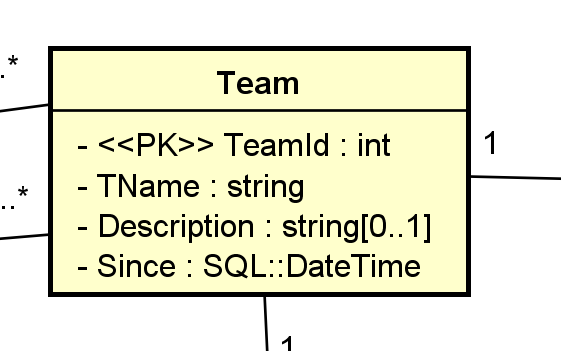 ..*
Team
- <<PK>> TeamId : int
1
- TName : string
..*
- Description : string[0..1]
- Since : SQL::DateTime
1